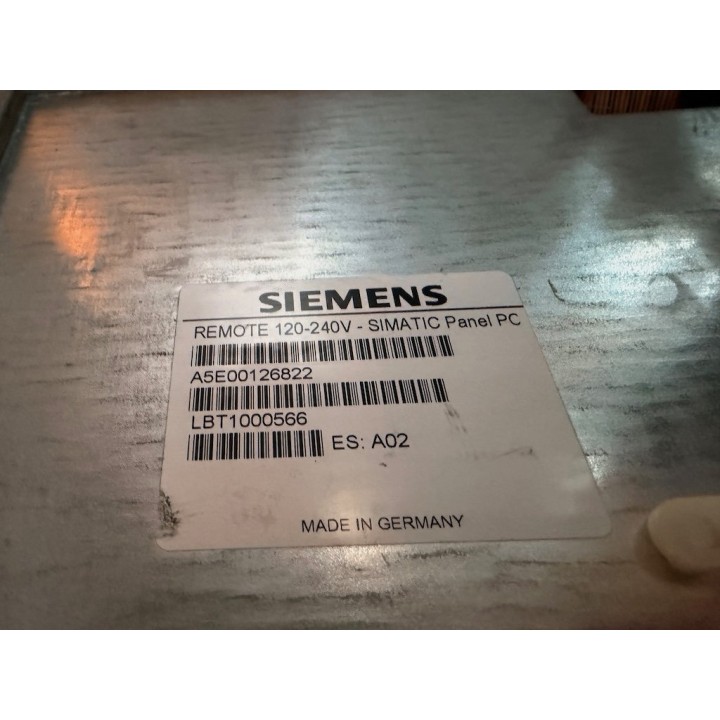 SIEMENS
REMOTE 120-240V - SIMATIC Panel PC
A5E00126822
LBT1000566
ES: A02
MADE IN GERMANY